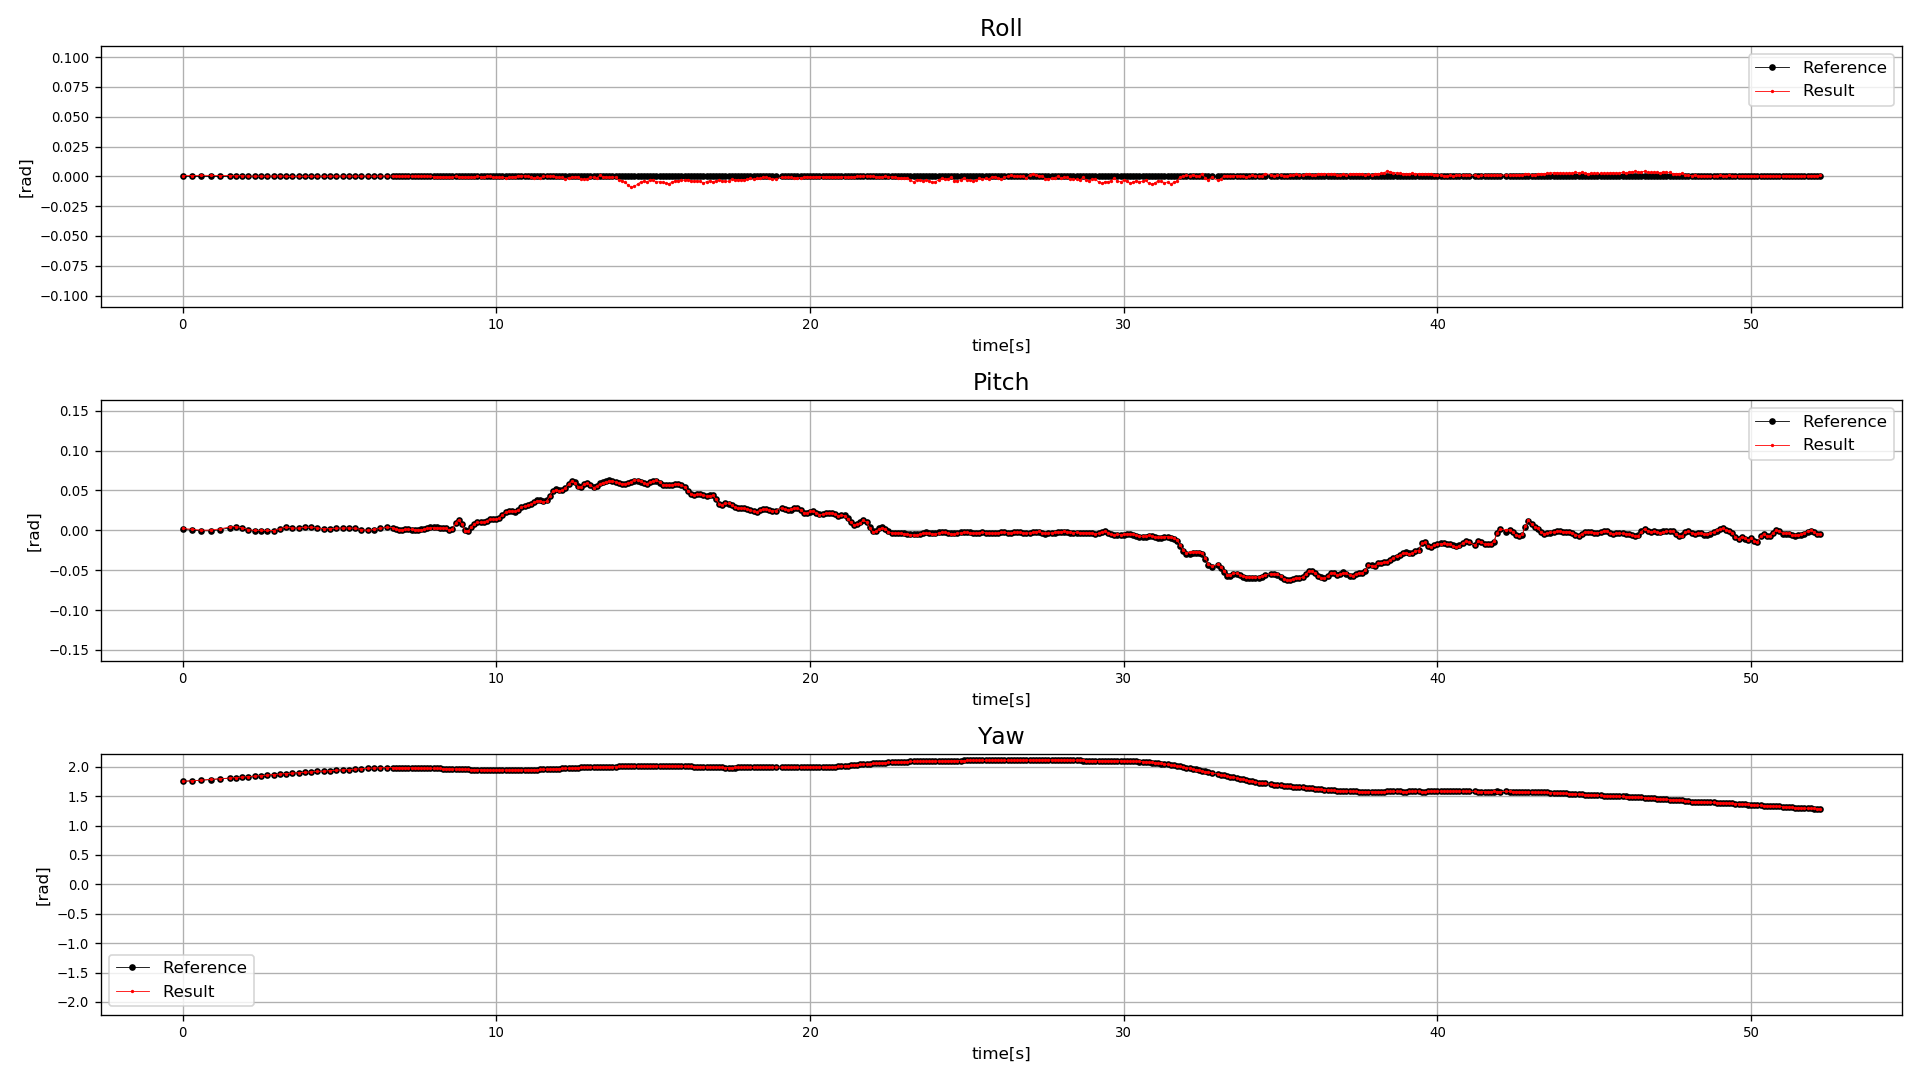 Roll
0.100
0.075
0.050
0.025
0.000
−0.025
−0.050
−0.075
−0.100
[rad]
Reference
Result
0 10 20 30 40 50
time[s]
Pitch
0.15
0.10
0.05
0.00
−0.05
−0.10
−0.15
[rad]
Reference
Result
0 10 20 30 40 50
time[s]
Yaw
2.0
1.5
1.0
0.5
0.0
−0.5
−1.0
−1.5
−2.0
[rad]
Reference
Result
0 10 20 30 40 50
time[s]